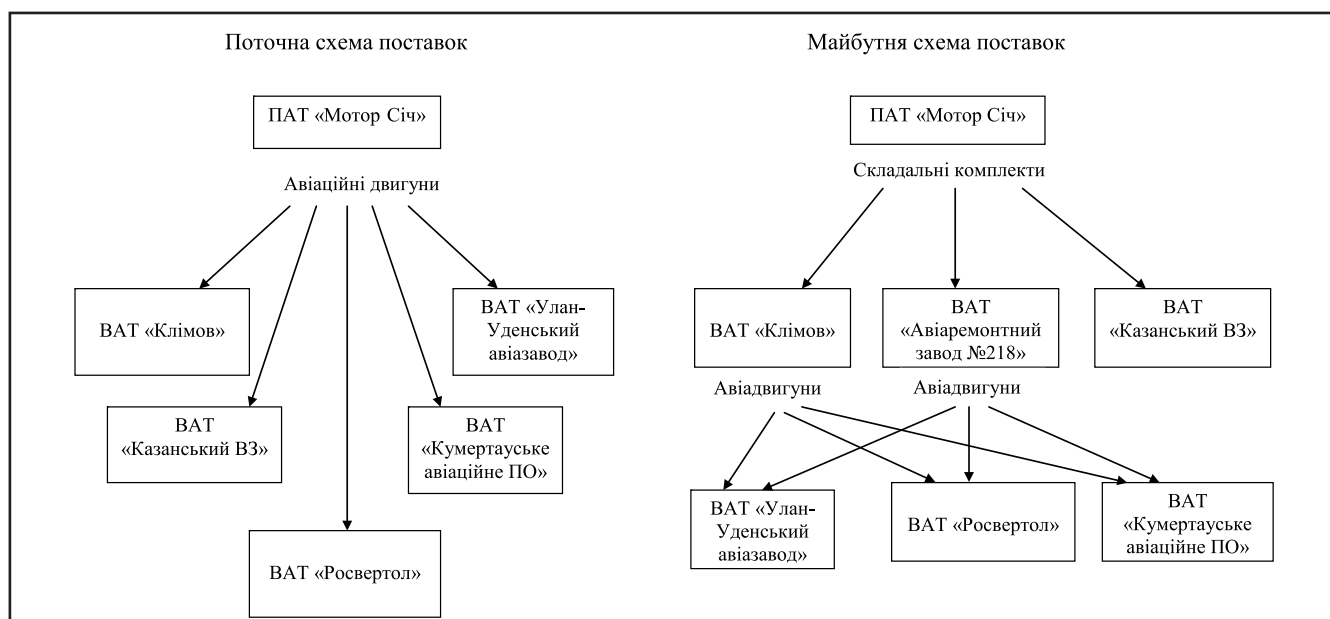 Поточна схема поставок
ПАТ «Мотор Січ»
Авіаційні двигуни
ВАТ «Клімов»
ВАТ «Улан-
Уденський
авіазавод»
ВАТ
«Казанський ВЗ»
ВАТ
«Кумертауське
авіаційне ПО»
ВАТ «Росвертол»
Майбутня схема поставок
ПАТ «Мотор Січ»
Складальні комплекти
ВАТ «Клімов»
ВАТ
«Авіаремонтний
завод №218»
ВАТ
«Казанський ВЗ»
Авіадвигуни
Авіадвигуни
ВАТ «Улан-
Уденський
авіазавод»
ВАТ «Росвертол»
ВАТ
«Кумертауське
авіаційне ПО»